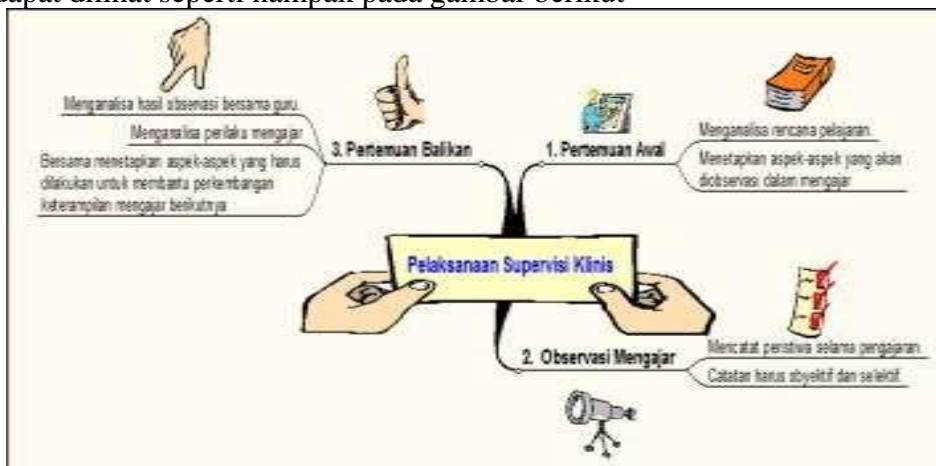 dapat dilihat seperti nampak pada gambar berikut
Menganalisa hasil obsenasi bersama guru.
Menganalisa perilaku mengajar
Bersama menetapkan aspek-aspek yang harus
dilakukan untuk membantu perkembangan
keterampilan mengajar berikutnya
3. Pertemuan Balikan
1. Pertemuan Awal
Menganalisa rencana pelajaran.
Menetapkan aspek-aspek yang akan
diobservasi dalam mengajar
Pelaksanaan Supervisi Klinis
2. Observasi Mengajar
Mencatat peristiwa selama pengajaran.
Catatan harus obyektif dan selektif.